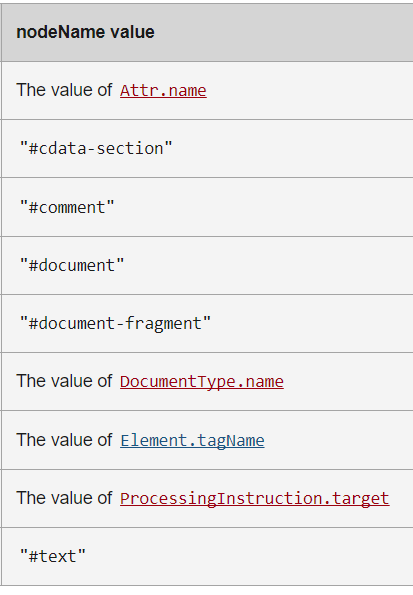 nodeName value
The value of Attr.name
"#cdata-section"
"#comment"
"#document"
"#document-fragment"
The value of DocumentType.name
The value of Element.tagName
The value of ProcessingInstruction.target
"#text"